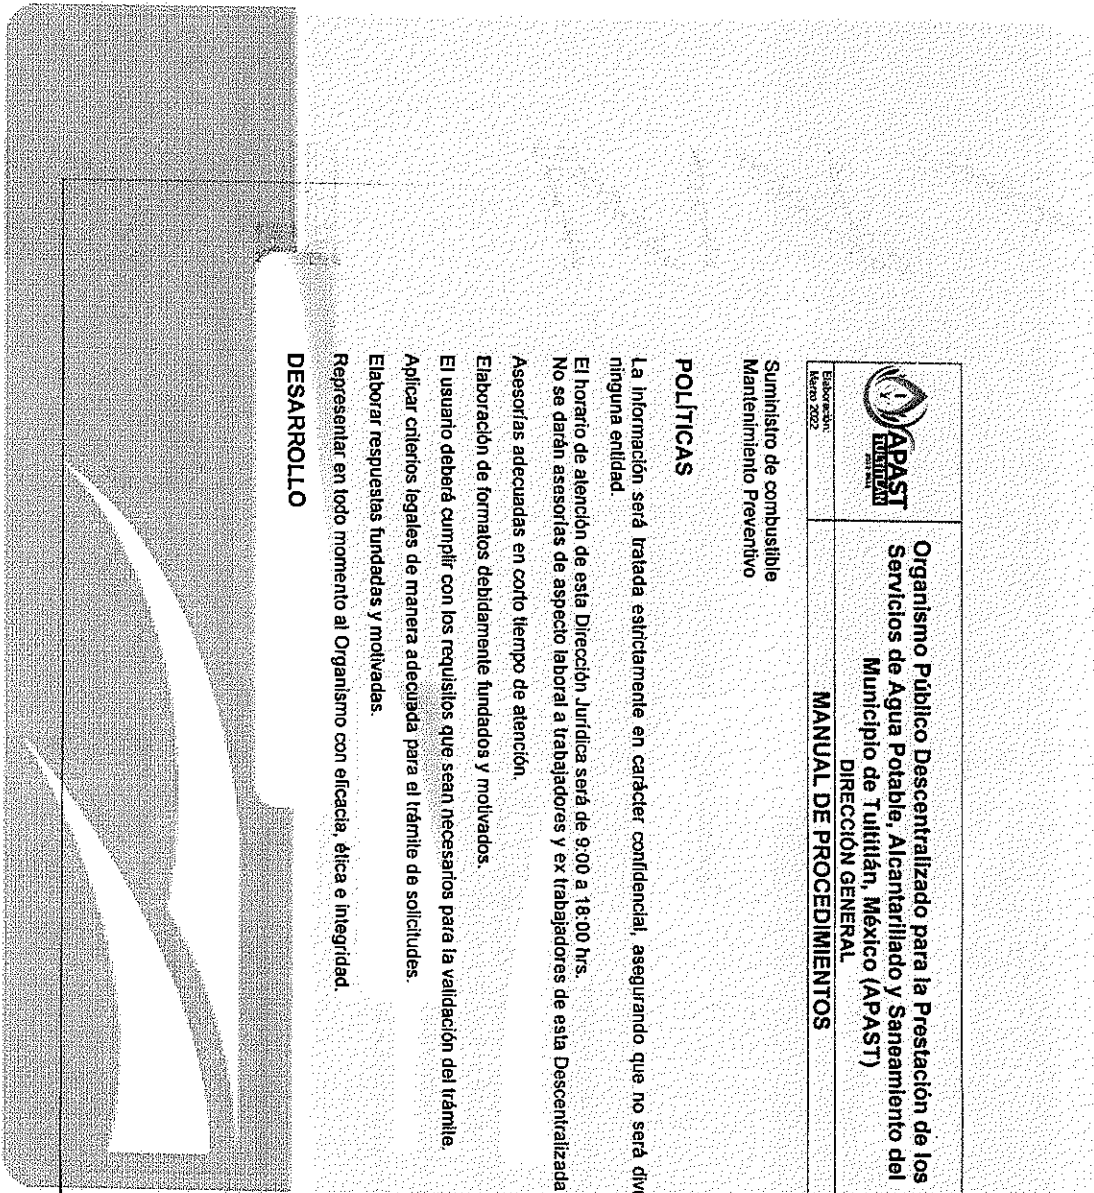 APAST
TULTITLÁN
Organismo Público Descentralizado para la Prestación de los
Servicios de Agua Potable, Alcantarillado y Saneamiento del
Municipio de Tultitlán, México (APAST)
DIRECCIÓN GENERAL
Elaboración:
Marzo 2022
MANUAL DE PROCEDIMIENTOS
Suministro de combustible
Mantenimiento Preventivo
POLÍTICAS
La información será tratada estrictamente en carácter confidencial, asegurando que no será
ninguna entidad.
El horario de atención de esta Dirección Jurídica será de 9:00 a 18:00 hrs.
No se darán asesorías de aspecto laboral a trabajadores y ex trabajadores de esta Descentralizada
Asesorías adecuadas en corto tiempo de atención.
Elaboración de formatos debidamente fundados y motivados.
El usuario deberá cumplir con los requisitos que sean necesarios para la validación del trámite.
Aplicar criterios legales de manera adecuada para el trámite de solicitudes.
Elaborar respuestas fundadas y motivadas.
Representar en todo momento al Organismo con eficacia, ética e integridad.
DESARROLLO